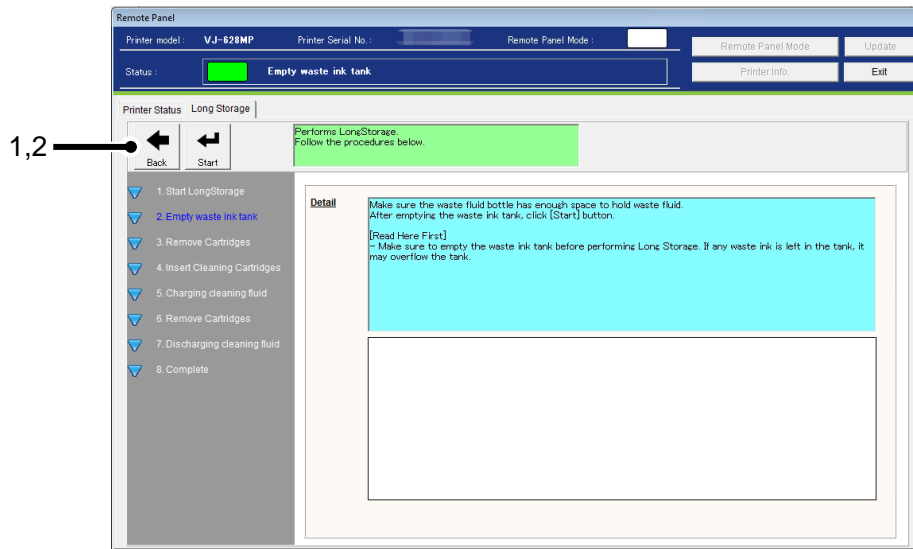 Remote Panel
Printer model : VJ-628MP Printer Serial No. : Remote Panel Mode :
Remote Panel Mode Update
Status : Empty waste ink tank
Printer Info. Exit
Printer Status Long Storage
1,2
Back Start
Performs LongStorage.
Follow the procedures below.
1. Start LongStorage
2. Empty waste ink tank
3. Remove Cartridges
4. Insert Cleaning Cartridges
5. Charging cleaning fluid
6. Remove Cartridges
7. Discharging cleaning fluid
8. Complete
Detail
Make sure the waste fluid bottle has enough space to hold waste fluid.
After emptying the waste ink tank, click [Start] button.
[Read Here First]
- Make sure to empty the waste ink tank before performing Long Storage. If any waste ink is left in the tank, it
may overflow the tank.